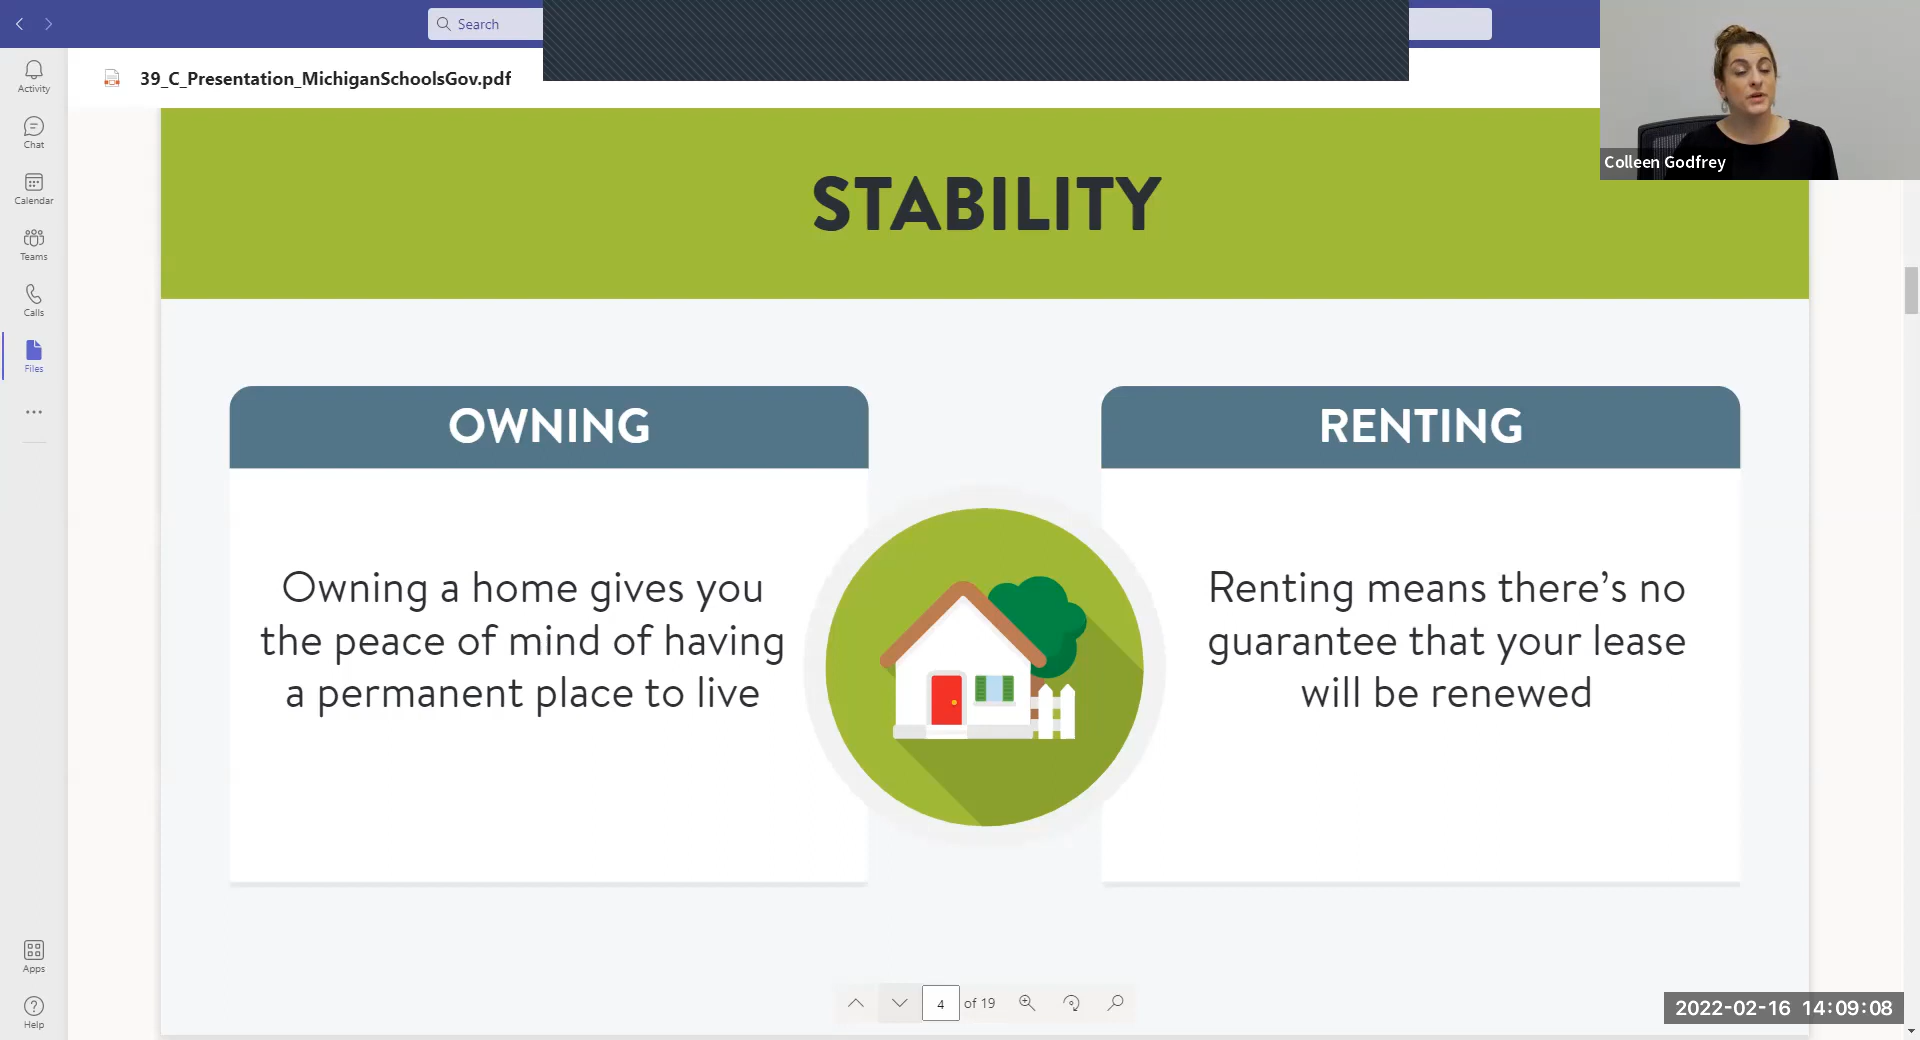 Search
39_C_Presentation_MichiganSchoolsGov.pdf
Colleen Godfrey
Activity
Chat
Calendar
Teams
Calls
Files
Apps
Help
STABILITY
OWNING
Owning a home gives you
the peace of mind of having
a permanent place to live
RENTING
Renting means there's no
guarantee that your lease
will be renewed
4 of 19
2022-02-16 14:09:08